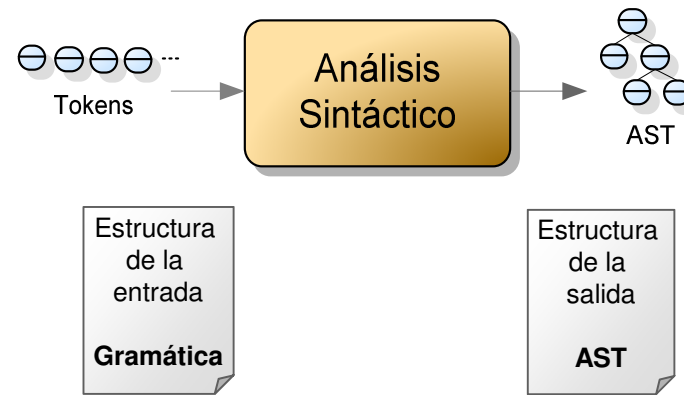 Análisis
Sintáctico
...
Tokens
AST
Estructura
de la
entrada
Gramática
Estructura
de la
salida
AST